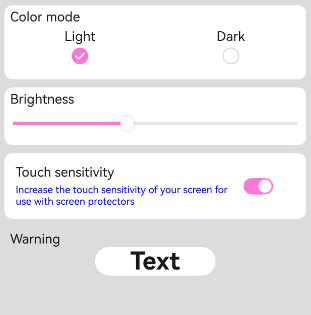 Color mode
Light Dark
Brightness
Touch sensitivity
Increase the touch sensitivity of your screen for
use with screen protectors
Warning
Text